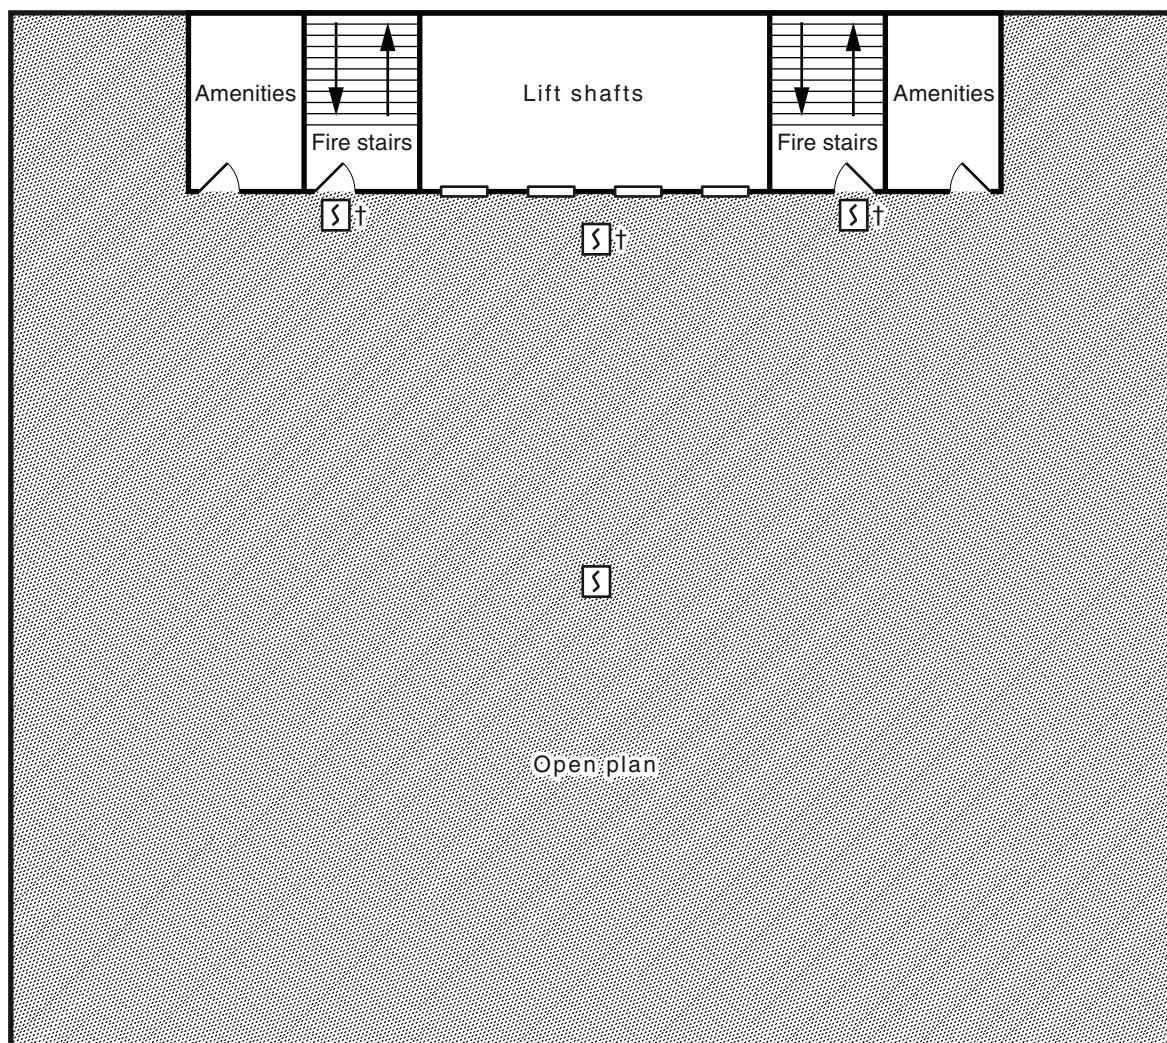 Amenities
Fire stairs
Lift shafts
Fire stairs
Amenities
†
†
†
Open plan